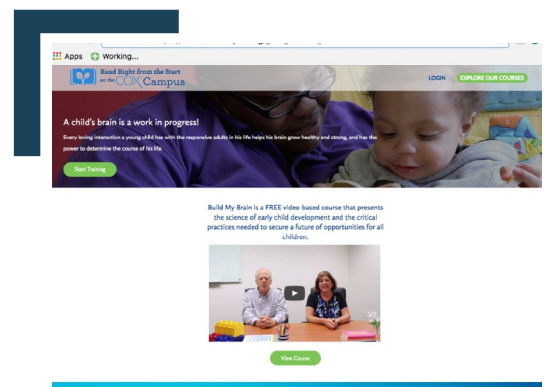 Apps Working...
Read Right from the Start
on the COX Campus
LOGIN EXPLORE OUR COURSES
A child's brain is a work in progress!
Every loving interaction a young child has with the responsive adults in his life helps his brain grow healthy and strong, and has the
power to determine the course of his life.
Start Training
Build My Brain is a FREE video based course that presents
the science of early child development and the critical
practices needed to secure a future of opportunities for all
children.
View Course